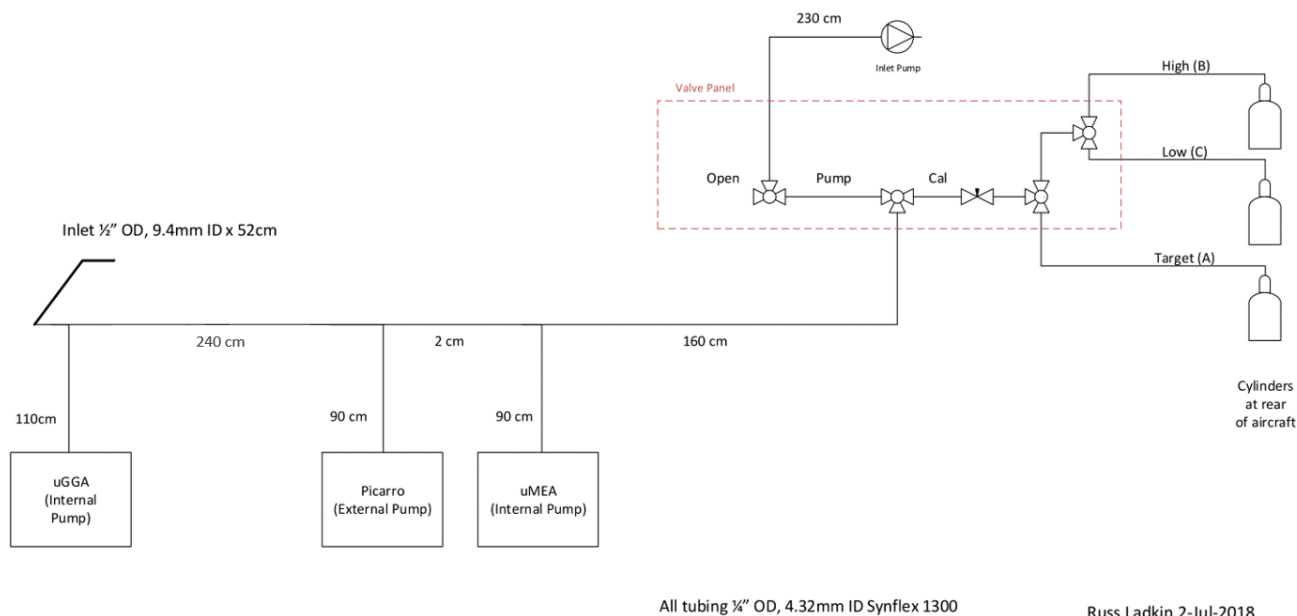 230 cm
Inlet Pump
High (B)
Valve Panel
Low (C)
Open
Pump
Cal
Inlet ½” OD, 9.4mm ID x 52cm
Target (A)
240 cm
2 cm
160 cm
Cylinders
at rear
of aircraft
110cm
90 cm
90 cm
uGGA
(Internal
Pump)
Picarro
(External Pump)
uMEA
(Internal Pump)
All tubing ¼” OD, 4.32mm ID Synflex 1300
Russ Ladkin 2-Jul-2018